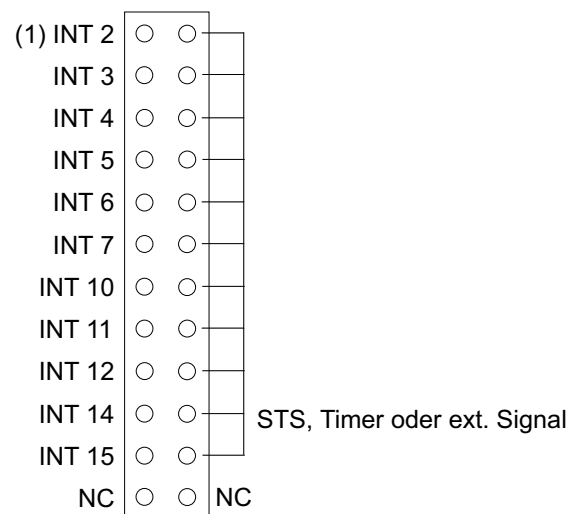 (1) INT 2
INT 3
INT 4
INT 5
INT 6
INT 7
INT 10
INT 11
INT 12
INT 14
STS, Timer oder ext. Signal
INT 15
NC NC